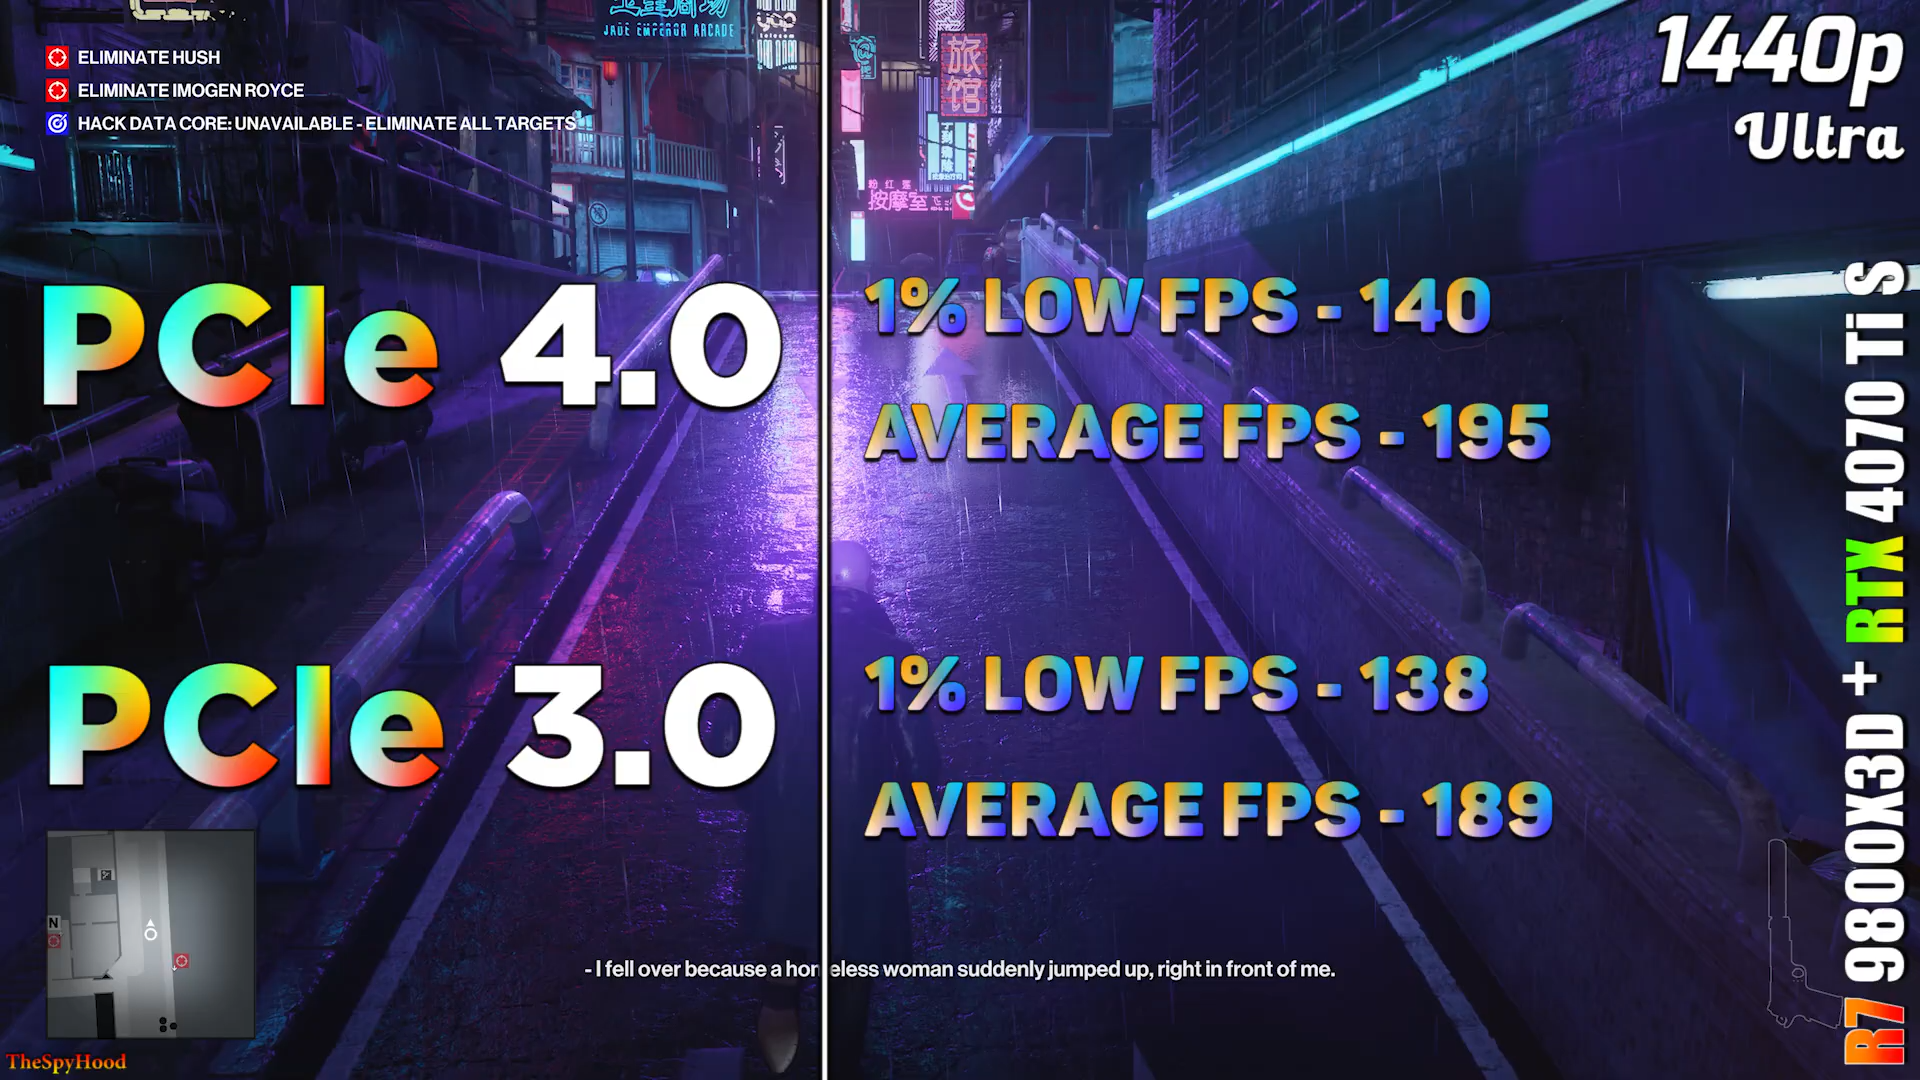 JADE EMPEROR ARCADE
旅
馆
按摩室
ELIMINATE HUSH
ELIMINATE IMOGEN ROYCE
HACK DATA CORE: UNAVAILABLE - ELIMINATE ALL TARGETS
1440p
Ultra
PCIe 4.0
1% LOW FPS - 140
AVERAGE FPS - 195
PCIe 3.0
1% LOW FPS - 138
AVERAGE FPS - 189
R7 9800X3D + RTX 4070 Ti S
N
- I fell over because a homeless woman suddenly jumped up, right in front of me.
TheSpyHood